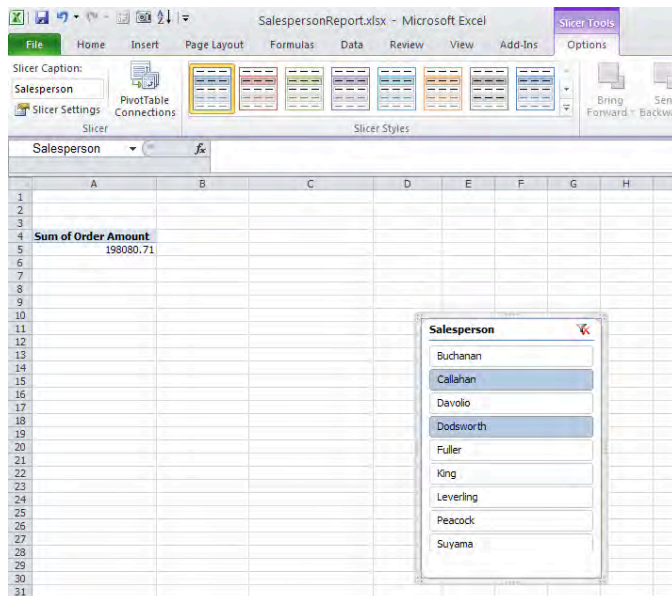 SalespersonReport.xlsx - Microsoft Excel
Slicer Tools
File Home Insert Page Layout Formulas Data Review View Add-Ins Options
Slicer Caption:
Salesperson
Slicer Settings
PivotTable
Connections
Bring
Forward
Slicer
Slicer Styles
Salesperson fx
A B C D E F G H
1
2
3
4 Sum of Order Amount
5 198080.71
6
7
8
9
10
11 Salesperson
12
13 Buchanan
14
15 Callahan
16
17 Davolio
18
19 Dodsworth
20
21 Fuller
22
23 King
24
25 Leverling
26 Peacock
27
28 Suyama
29
30
31